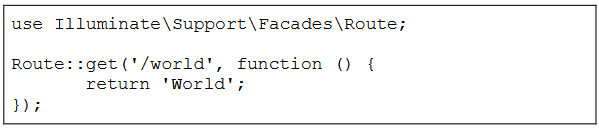 use Illuminate\Support\Facades\Route;
Route::get('/world', function () {
return 'World';
});